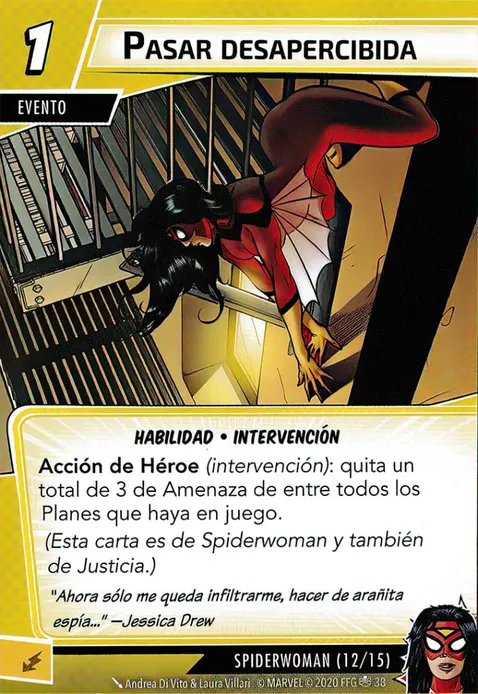 1
PASAR DESAPERCIBIDA
EVENTO
HABILIDAD • INTERVENCIÓN
Acción de Héroe (intervención): quita un
total de 3 de Amenaza de entre todos los
Planes que haya en juego.
(Esta carta es de Spiderwoman y también
de Justicia.)
"Ahora sólo me queda infiltrarme, hacer de arañita
espía..." —Jessica Drew
SPIDERWOMAN (12/15)
Andrea Di Vito & Laura Villari © MARVEL © 2020 FFG 38